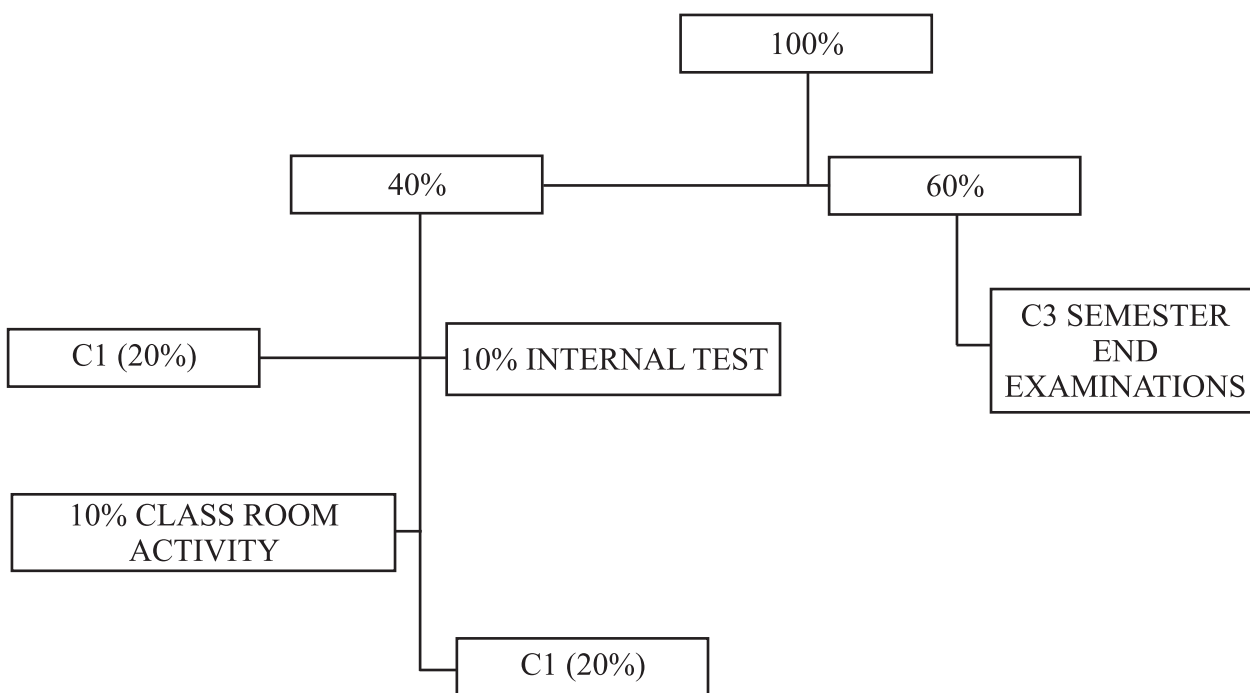 100%
40%
60%
C1 (20%)
10% INTERNAL TEST
C3 SEMESTER
END
EXAMINATIONS
10% CLASS ROOM
ACTIVITY
C1 (20%)